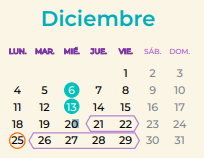 Diciembre
LUN. MAR. MIÉ. JUE. VIE. SÁB. DOM.
1 2 3
4 5 6 7 8 9 10
11 12 13 14 15 16 17
18 19 20 21 22 23 24
25 26 27 28 29 30 31